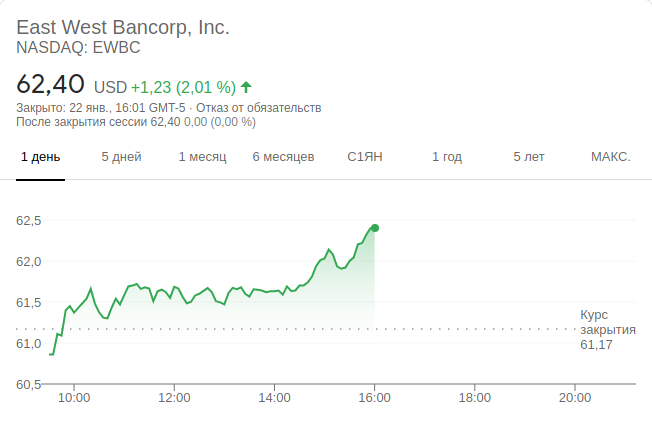 East West Bancorp, Inc.
NASDAQ: EWBC
62,40 USD +1,23 (2,01 %)
Закрыто: 22 янв., 16:01 GMT-5 · Отказ от обязательств
После закрытия сессии 62,40 0,00 (0,00 %)
1 день 5 дней 1 месяц 6 месяцев С1ЯН 1 год 5 лет МАКС.
62,5
62,0
61,5
61,0
60,5
Курс
закрытия
61,17
10:00 12:00 14:00 16:00 18:00 20:00